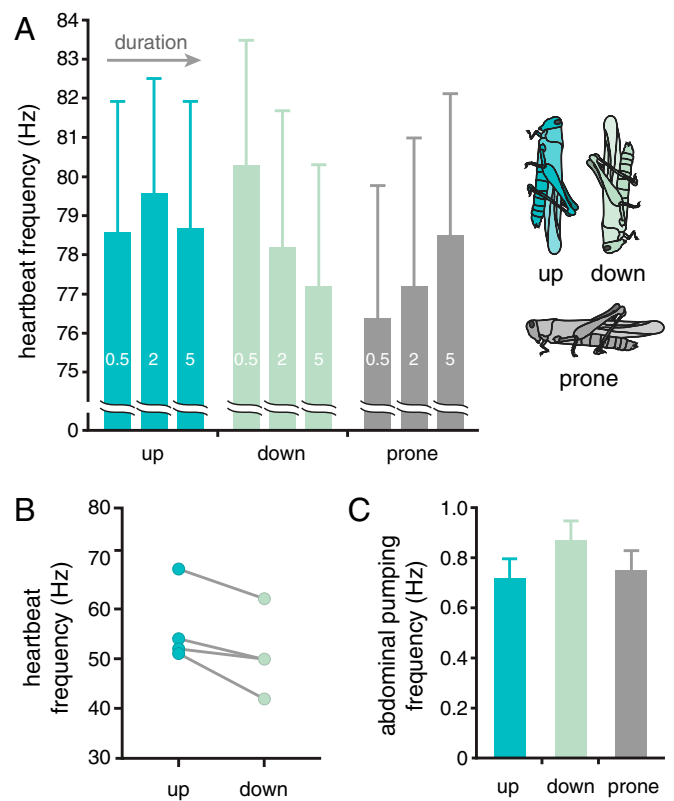 A
heartbeat frequency (Hz)
84
83
82
81
80
79
78
77
76
75
0
duration
0.5
2
5
0.5
2
5
0.5
2
5
up
down
prone
up
down
prone
B
heartbeat
frequency (Hz)
80
70
60
50
40
30
up
down
C
abdominal pumping
frequency (Hz)
1.0
0.8
0.6
0.4
0.2
0
up
down
prone